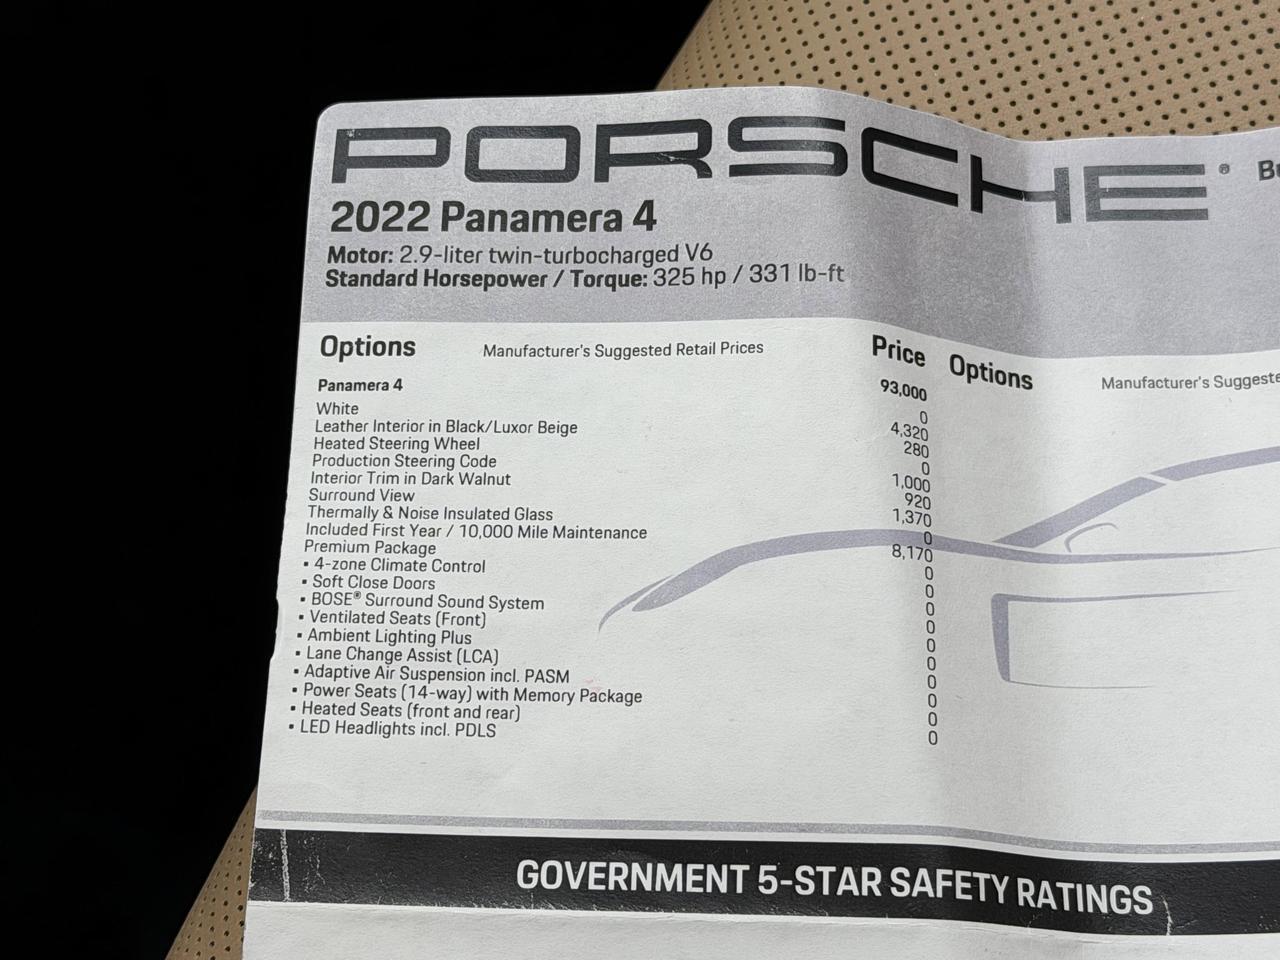 PORSCHE®
2022 Panamera 4
Motor: 2.9-liter twin-turbocharged V6
Standard Horsepower / Torque: 325 hp / 331 lb-ft
Options Manufacturer's Suggested Retail Prices Price Options Manufacturer's
Panamera 4 93,000
White 0
Leather Interior in Black/Luxor Beige 4,320
Heated Steering Wheel 280
Production Steering Code 0
Interior Trim in Dark Walnut 1,000
Surround View 920
Thermally & Noise Insulated Glass 1,370
Included First Year / 10,000 Mile Maintenance 0
Premium Package 8,170
• 4-zone Climate Control 0
• Soft Close Doors 0
• BOSE® Surround Sound System 0
• Ventilated Seats (Front) 0
• Ambient Lighting Plus 0
• Lane Change Assist (LCA) 0
• Adaptive Air Suspension incl. PASM 0
• Power Seats (14-way) with Memory Package 0
• Heated Seats (front and rear) 0
• LED Headlights incl. PDLS 0
GOVERNMENT 5-STAR SAFETY RATINGS